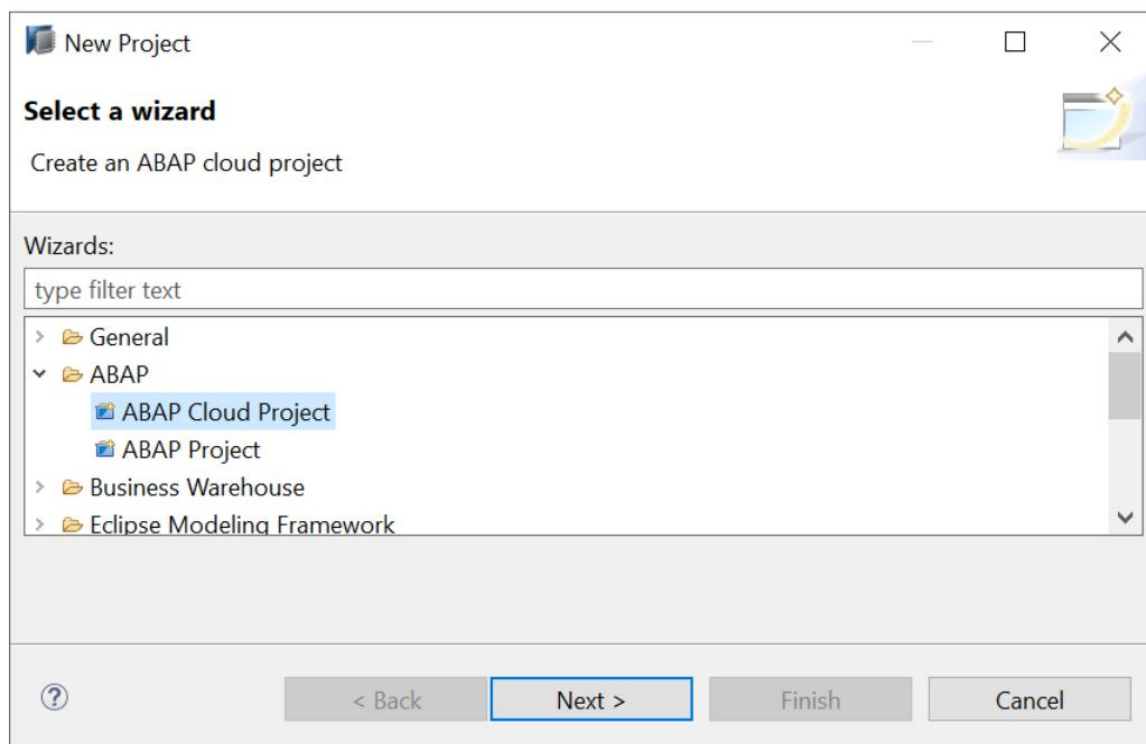 New Project
Select a wizard
Create an ABAP cloud project
Wizards:
type filter text
General
ABAP
ABAP Cloud Project
ABAP Project
Business Warehouse
Eclipse Modeling Framework
?
< Back
Next >
Finish
Cancel